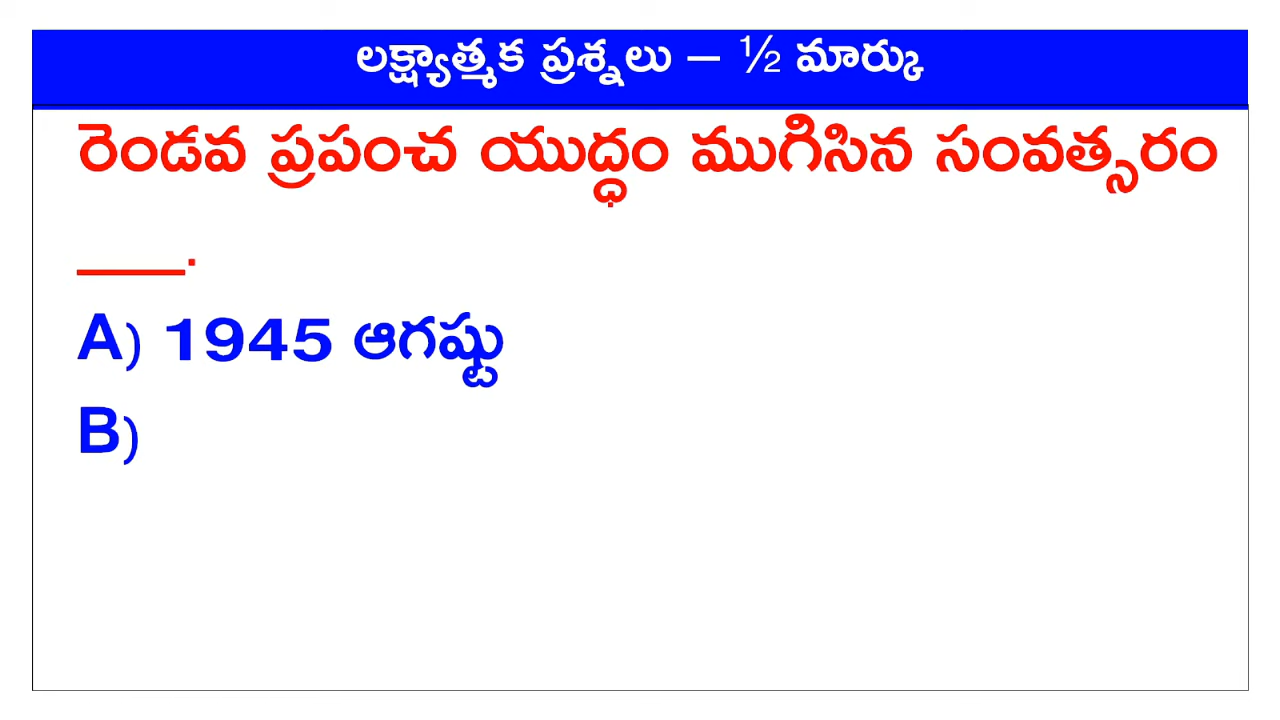 లక్ష్యాత్మక ప్రశ్నలు – ½ మార్కు
రెండవ ప్రపంచ యుద్ధం ముగిసిన సంవత్సరం
____.
A) 1945 ఆగష్టు
B)